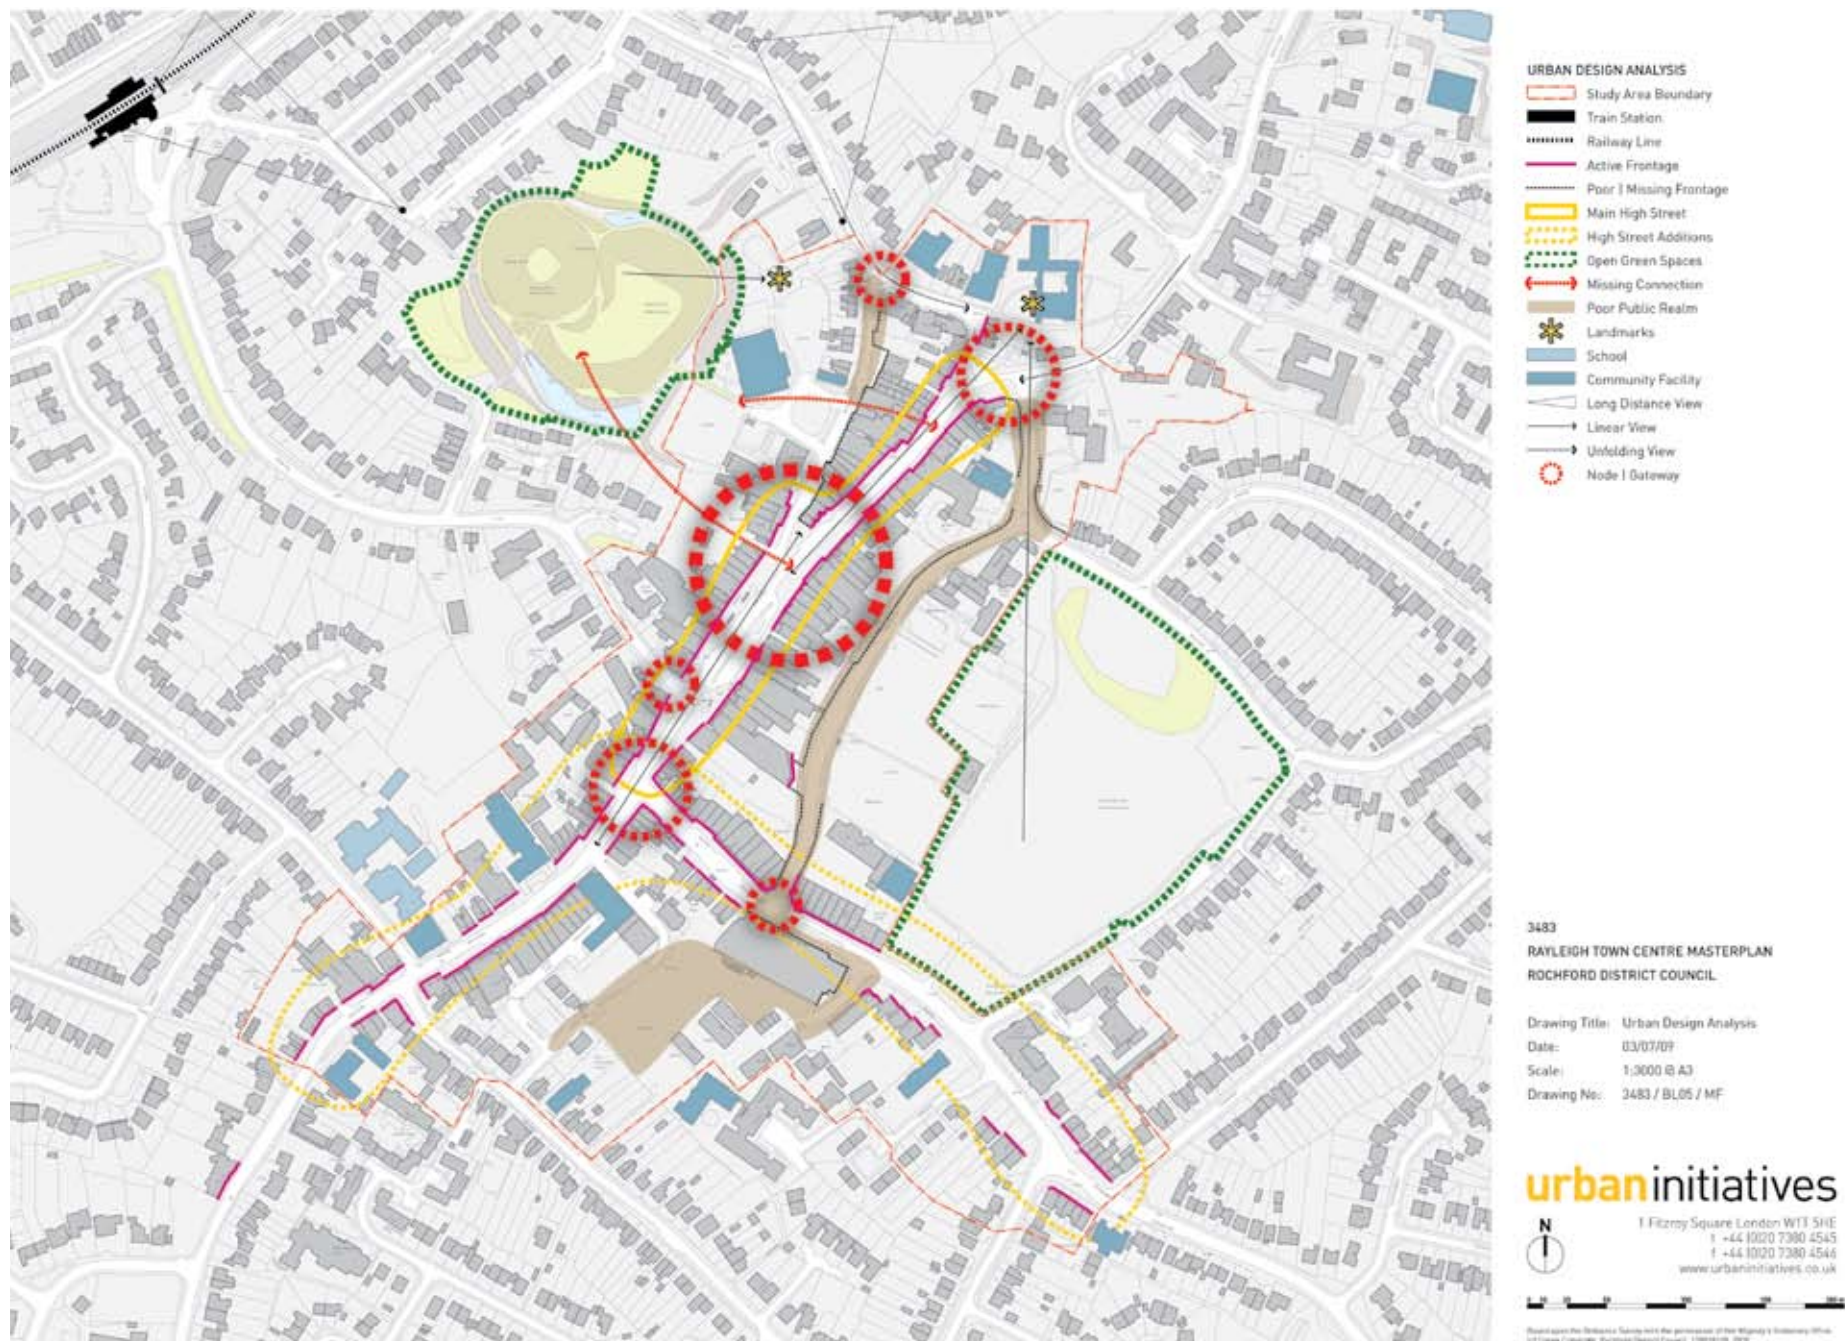 URBAN DESIGN ANALYSIS
Study Area Boundary
Train Station
Railway Line
Active Frontage
Poor | Missing Frontage
Main High Street
High Street Additions
Open Green Spaces
Missing Connection
Poor Public Realm
Landmarks
School
Community Facility
Long Distance View
Linear View
Unfolding View
Node | Gateway
3483
RAYLEIGH TOWN CENTRE MASTERPLAN
ROCHFORD DISTRICT COUNCIL
Drawing Title: Urban Design Analysis
Date: 03/07/09
Scale: 1:3000 @ A3
Drawing No: 3483 / BL05 / MF
urbaninitiatives
N
1 Fitzroy Square London W1T 5HE
t +44 (0)20 7380 4545
f +44 (0)20 7380 4546
www.urbaninitiatives.co.uk